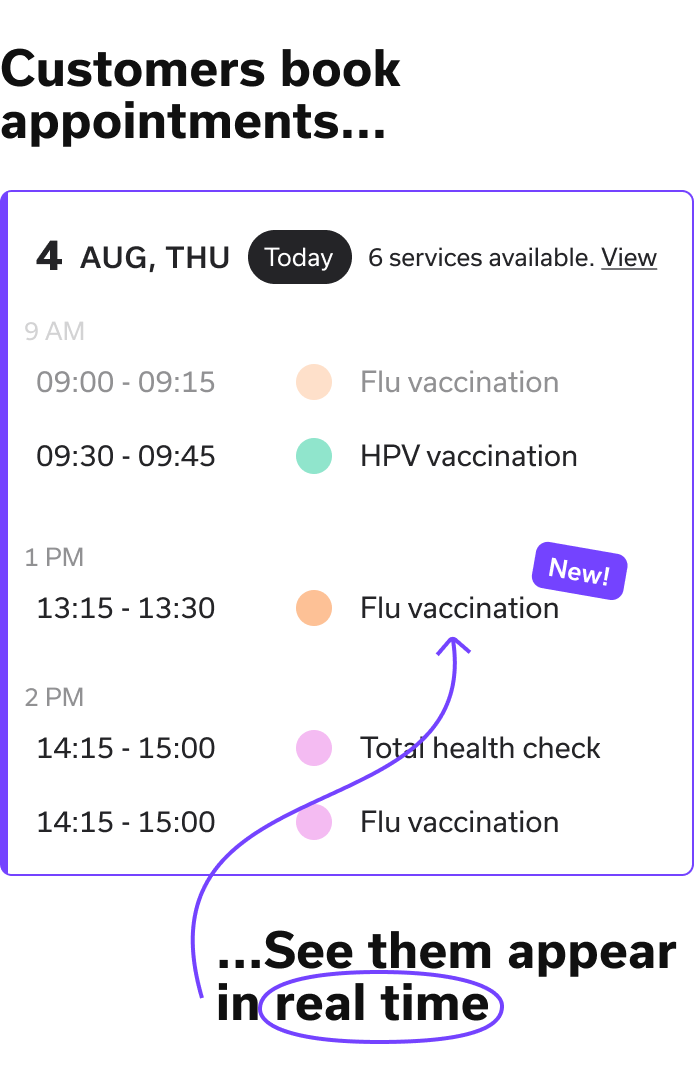 Customers book
appointments...
4 AUG, THU Today 6 services available. View
9 AM
09:00 - 09:15 Flu vaccination
09:30 - 09:45 HPV vaccination
New!
1 PM
13:15 - 13:30 Flu vaccination
2 PM
14:15 - 15:00 Total health check
14:15 - 15:00 Flu vaccination
...See them appear
in real time